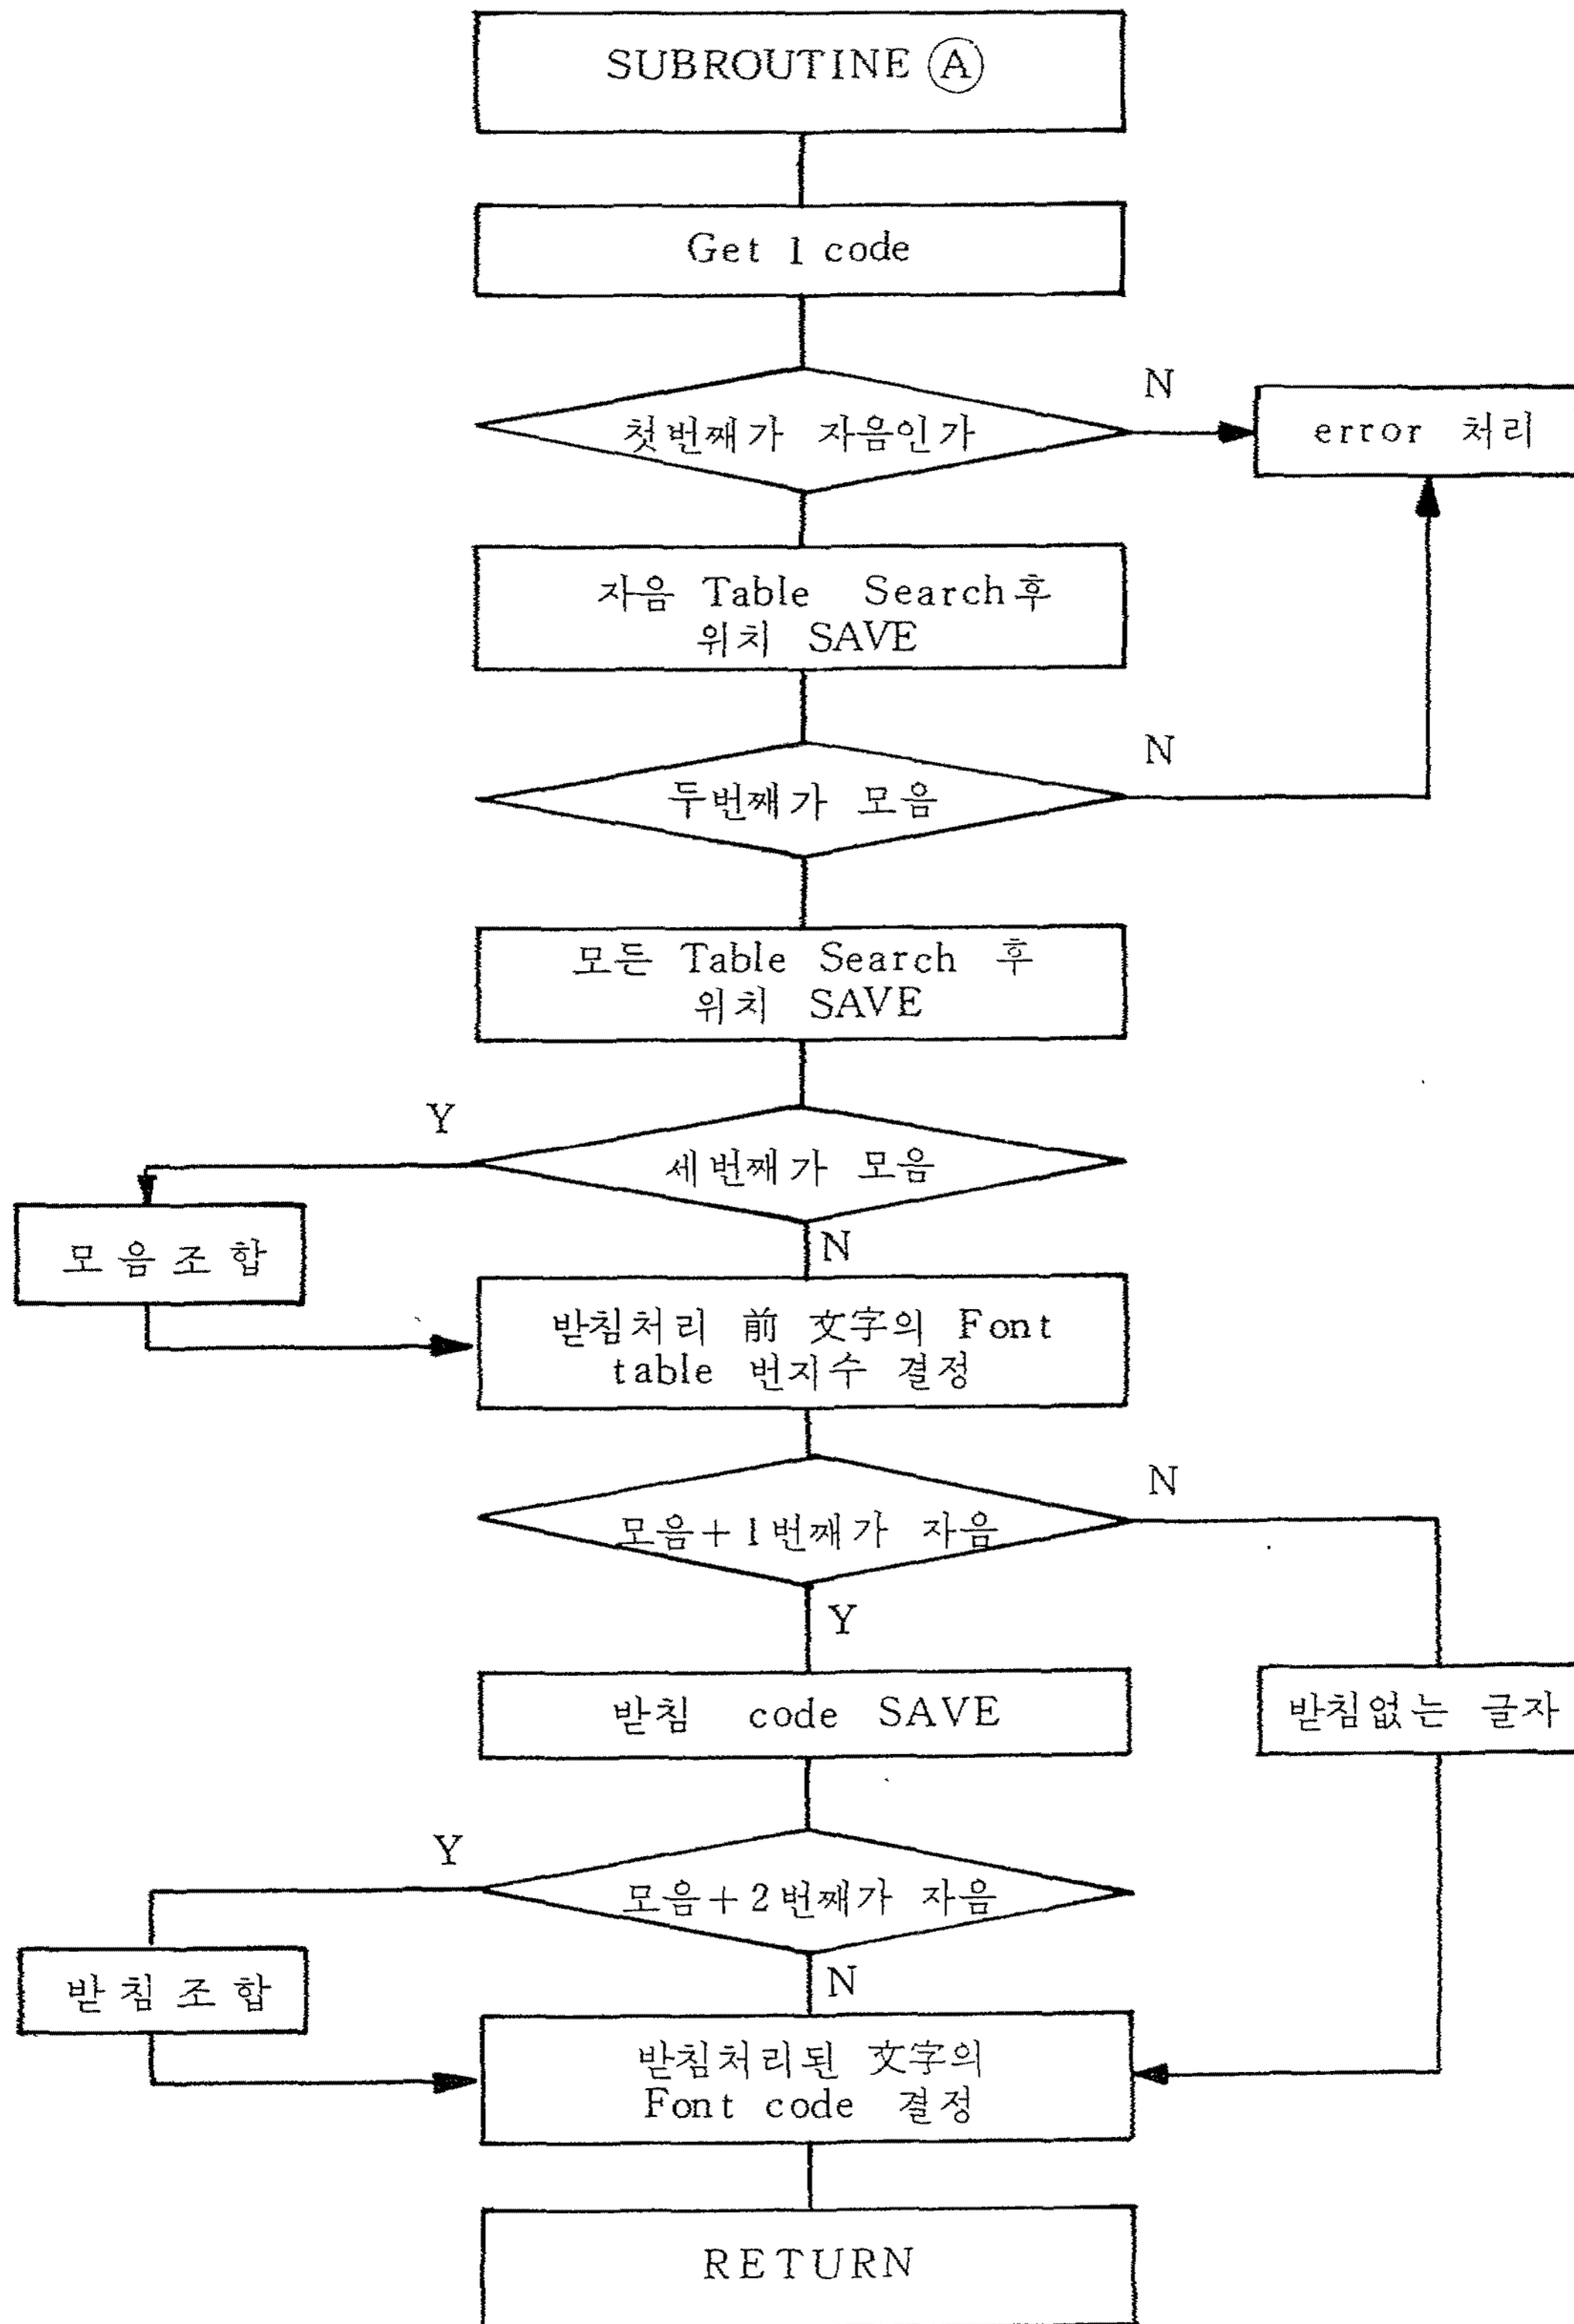 SUBROUTINE Ⓐ
Get 1 code
첫번째가 자음인가
N
error 처리
자음 Table Search후
위치 SAVE
두번째가 모음
N
모든 Table Search 후
위치 SAVE
Y
세번째가 모음
N
모음조합
받침처리 前 文字의 Font
table 번지수 결정
모음+1번째가 자음
N
Y
받침 code SAVE
받침없는 글자
Y
모음+2번째가 자음
N
받침조합
받침처리된 文字의
Font code 결정
RETURN